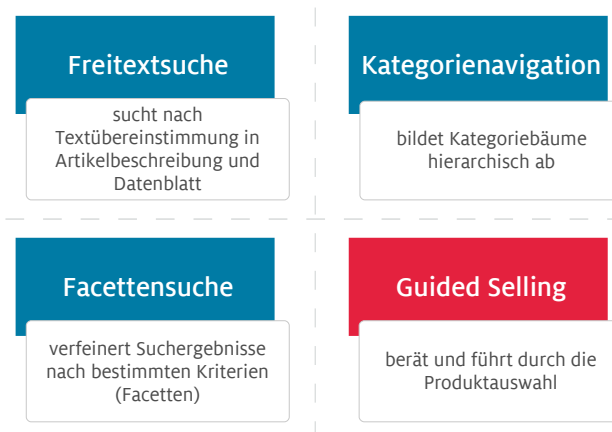 Freitextsuche
sucht nach
Textübereinstimmung in
Artikelbeschreibung und
Datenblatt
Kategorienavigation
bildet Kategoriebäume
hierarchisch ab
Facettensuche
verfeinert Suchergebnisse
nach bestimmten Kriterien
(Facetten)
Guided Selling
berät und führt durch die
Produktauswahl